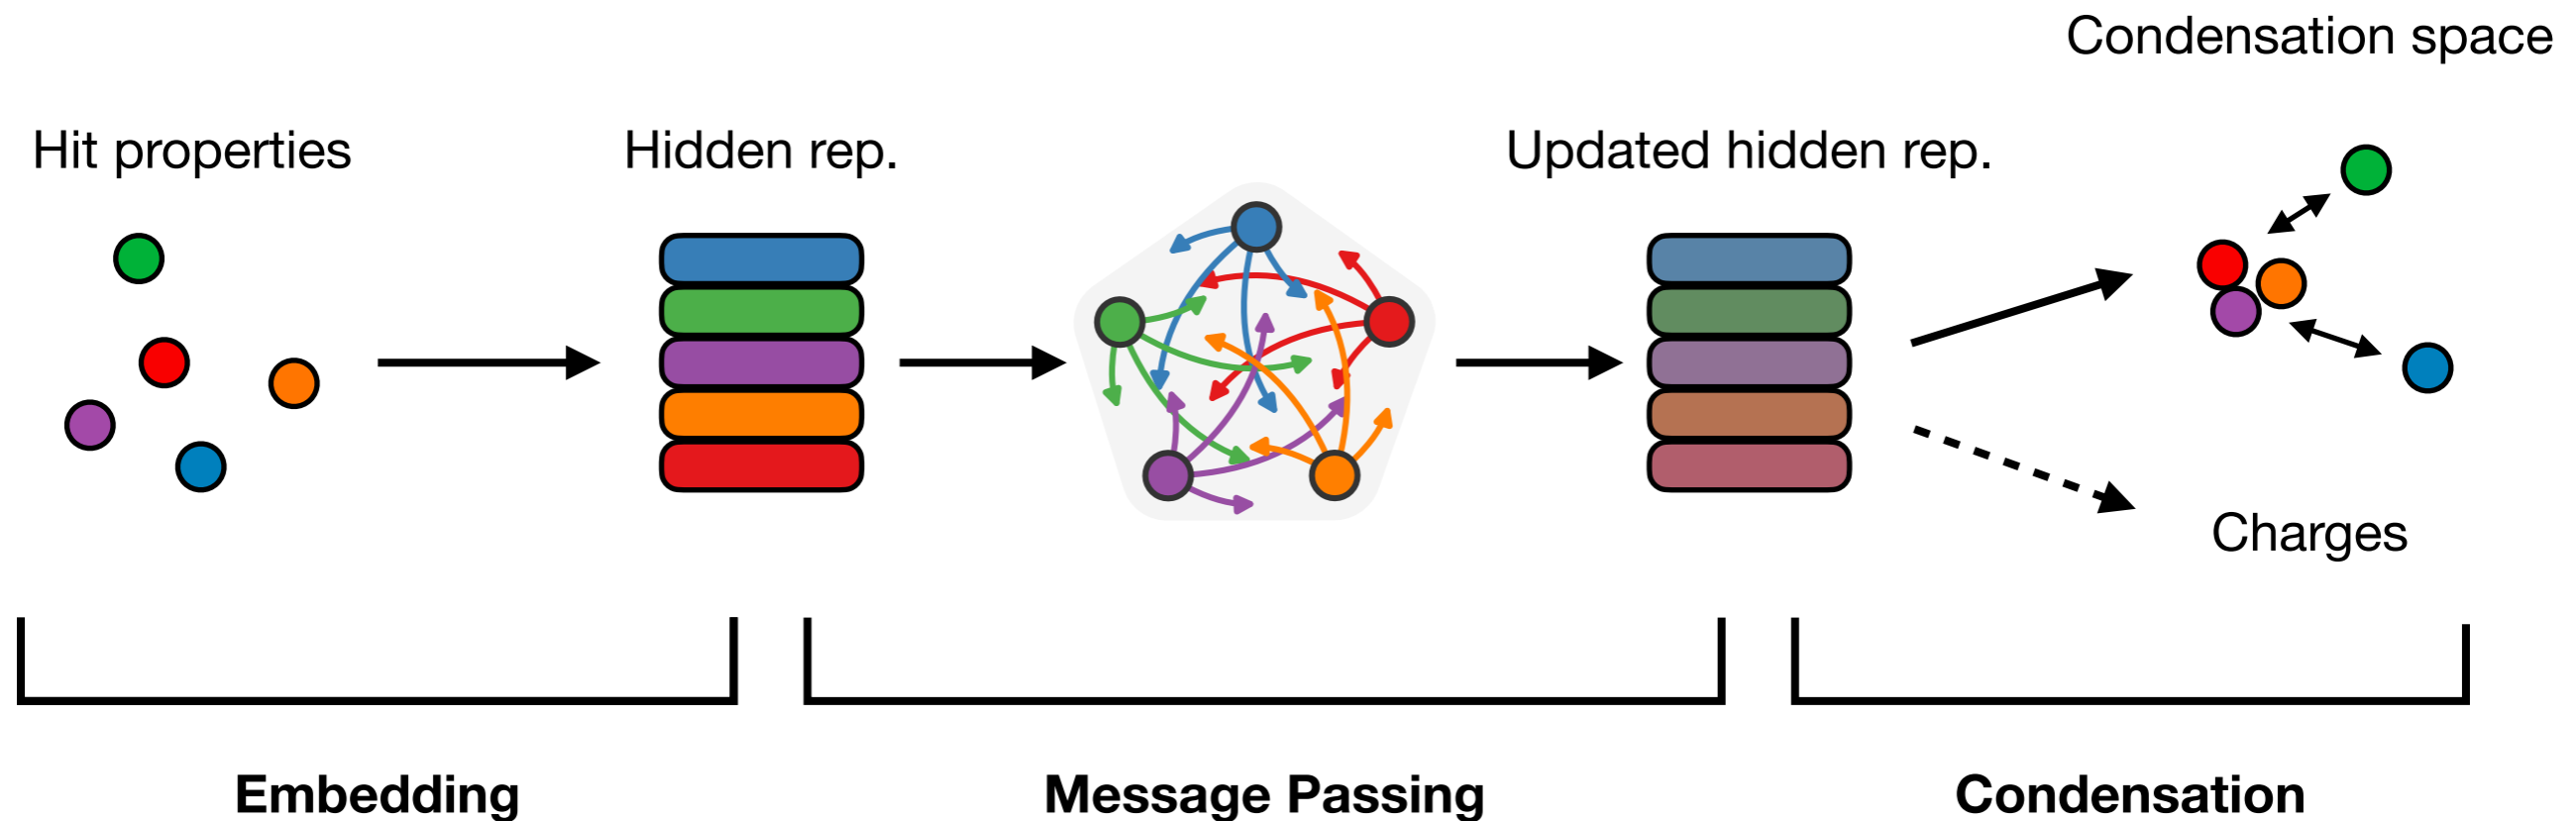 Condensation space
Hit properties
Hidden rep.
Updated hidden rep.
Charges
Embedding
Message Passing
Condensation